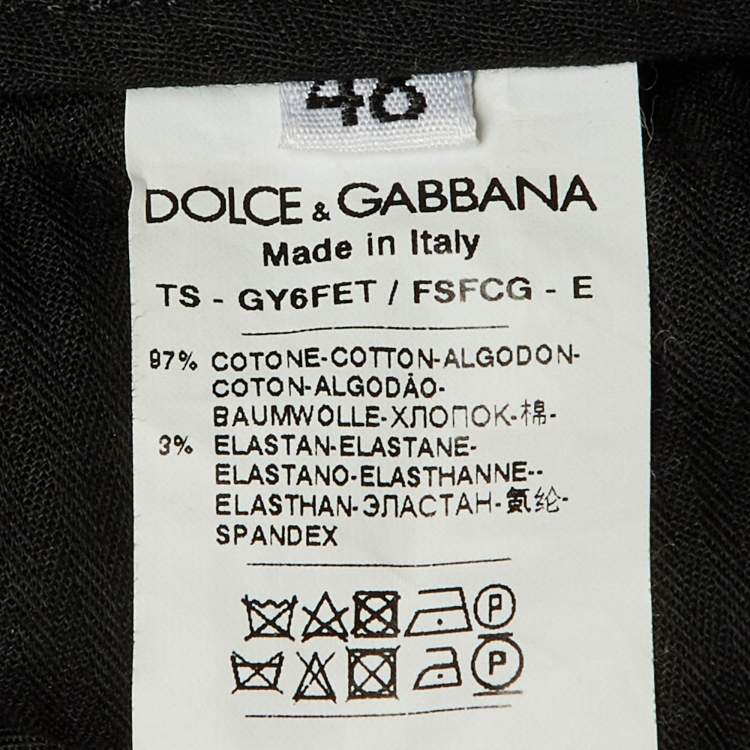 46
DOLCE & GABBANA
Made in Italy
TS - GY6FET / FSFCG - E
97% COTONE-COTTON-ALGODON-
COTON-ALGODÃO-
BAUMWOLLE-ХЛОПОК-棉-
3% ELASTAN-ELASTANE-
ELASTANO-ELASTHANNE--
ELASTHAN-ЭЛАСТАН-氨纶-
SPANDEX
P
P